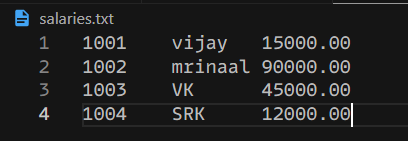 salaries.txt
1 1001 vijay 15000.00
2 1002 mrinaal 90000.00
3 1003 VK 45000.00
4 1004 SRK 12000.00